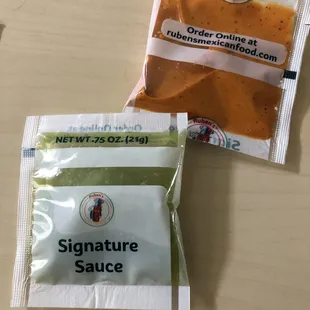 Order Online at
rubensmexicanfood.com
NET WT .75 OZ. (21g)
Signature
Sauce